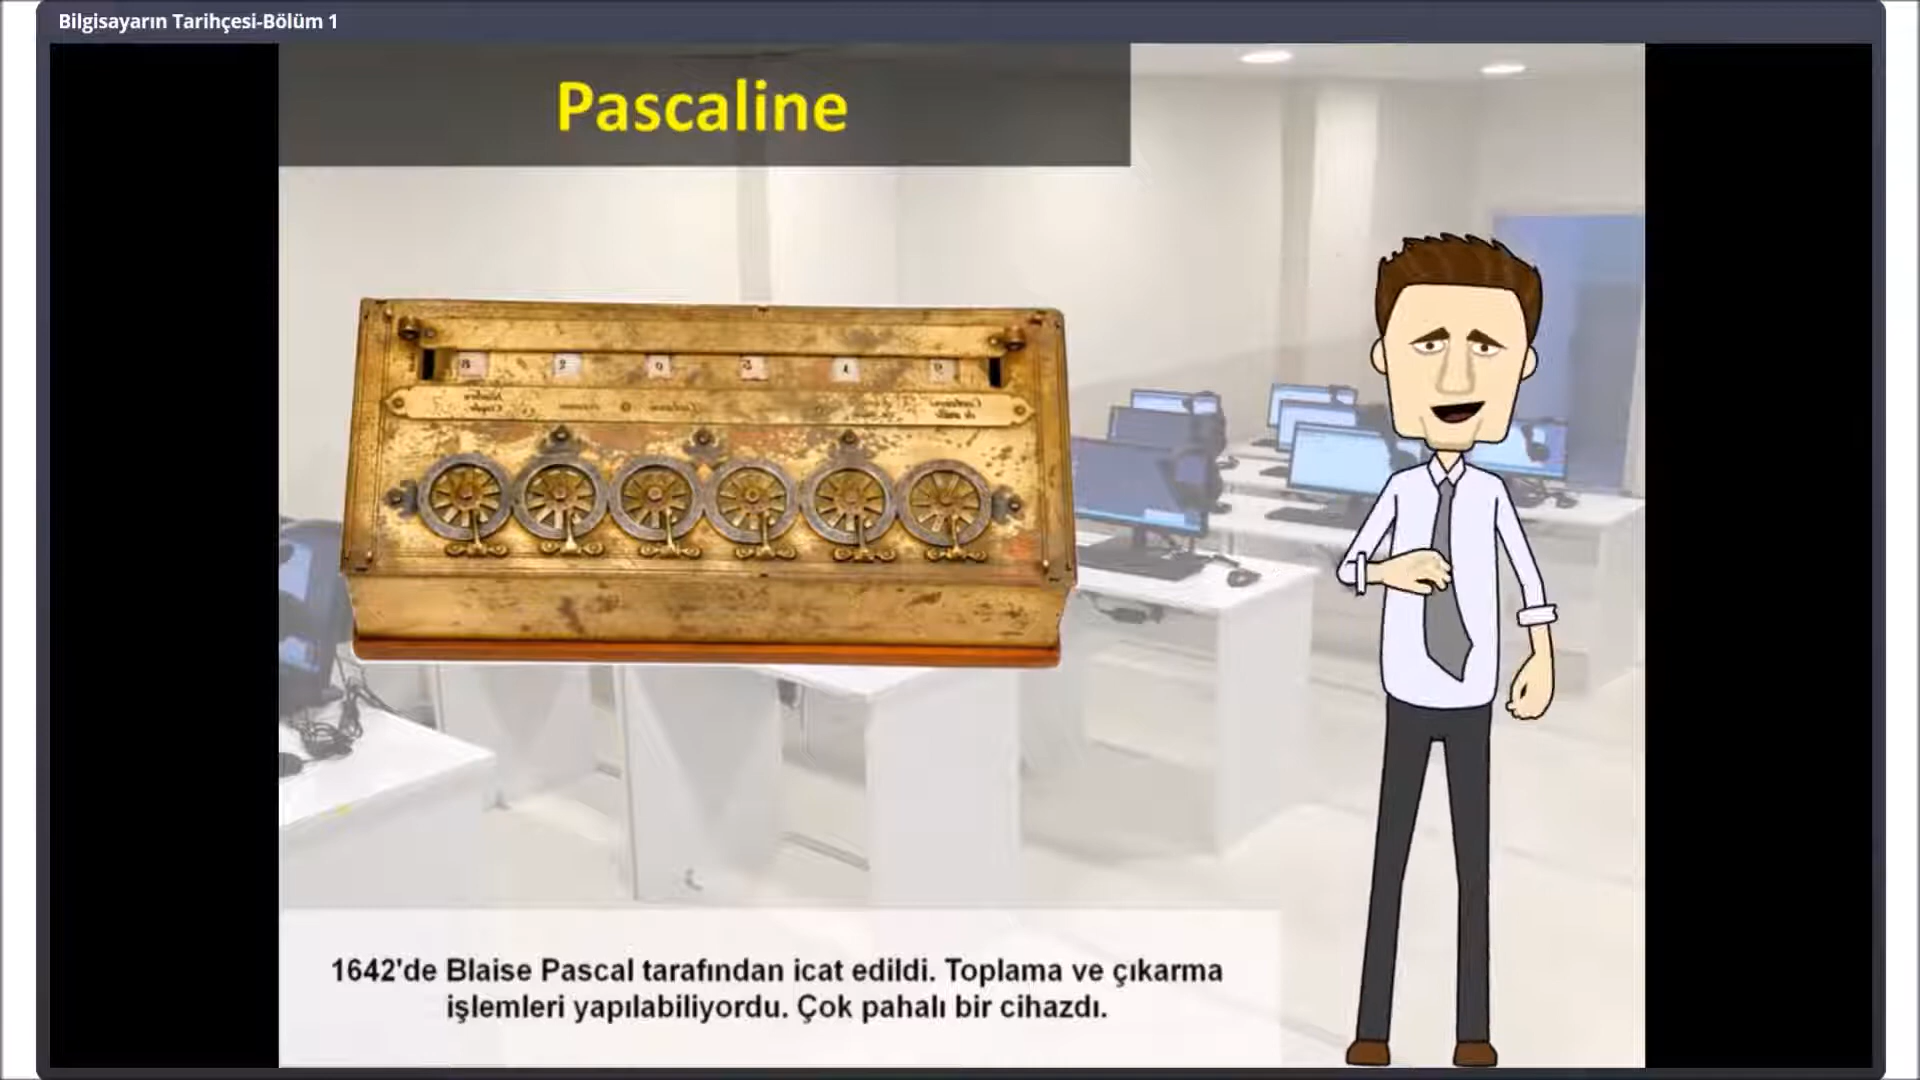 Bilgisayarın Tarihçesi-Bölüm 1
Pascaline
1642'de Blaise Pascal tarafından icat edildi. Toplama ve çıkarma
işlemleri yapılabiliyordu. Çok pahalı bir cihazdı.